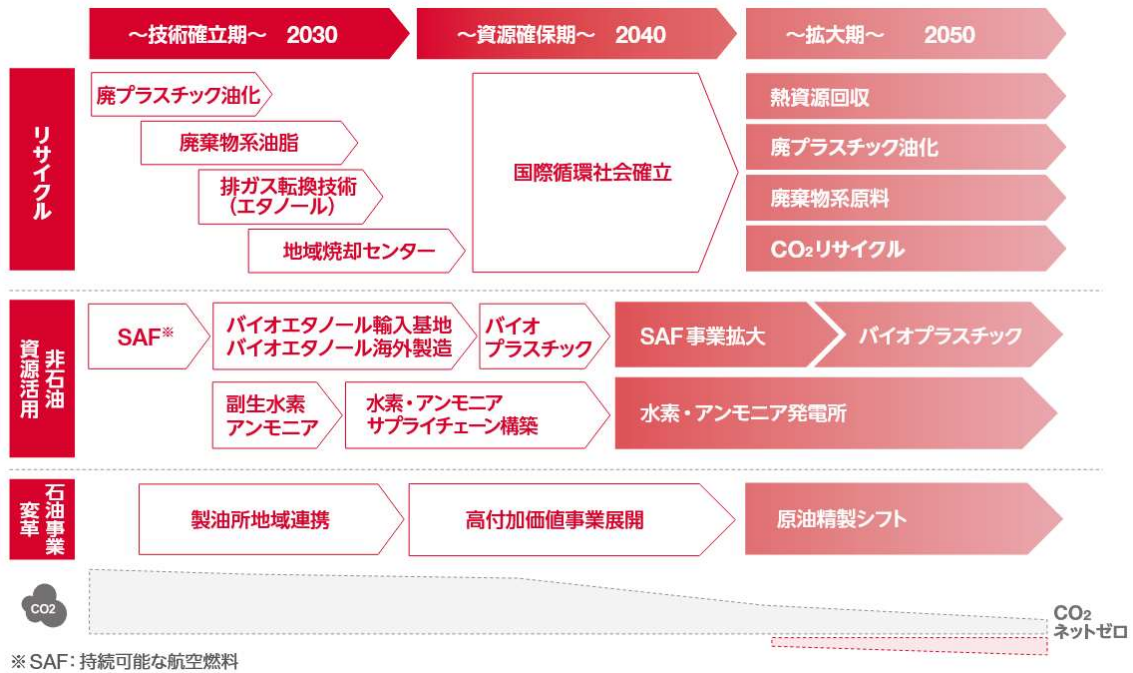 ～技術確立期～ 2030
～資源確保期～ 2040
～拡大期～ 2050
リサイクル
廃プラスチック油化
廃棄物系油脂
排ガス転換技術
(エタノール)
地域焼却センター
国際循環社会確立
熱資源回収
廃プラスチック油化
廃棄物系原料
CO₂リサイクル
非石油
資源活用
SAF※
バイオエタノール輸入基地
バイオエタノール海外製造
バイオ
プラスチック
SAF事業拡大
バイオプラスチック
副生水素
アンモニア
水素・アンモニア
サプライチェーン構築
水素・アンモニア発電所
石油事業
変革
製油所地域連携
高付加価値事業展開
原油精製シフト
CO2
CO₂
ネットゼロ
※SAF：持続可能な航空燃料